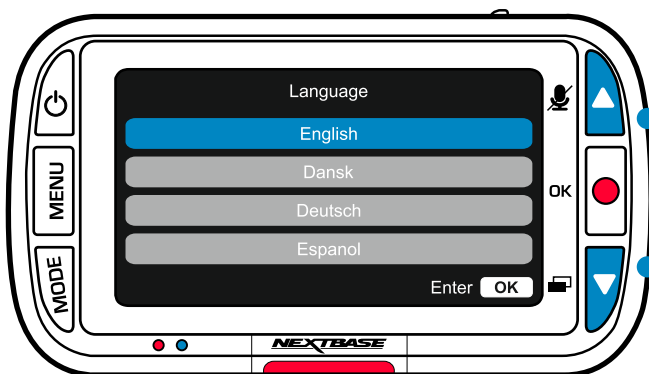 Language
English
Dansk
Deutsch
Espanol
Enter OK
MENU
MODE
OK
NEXTBASE